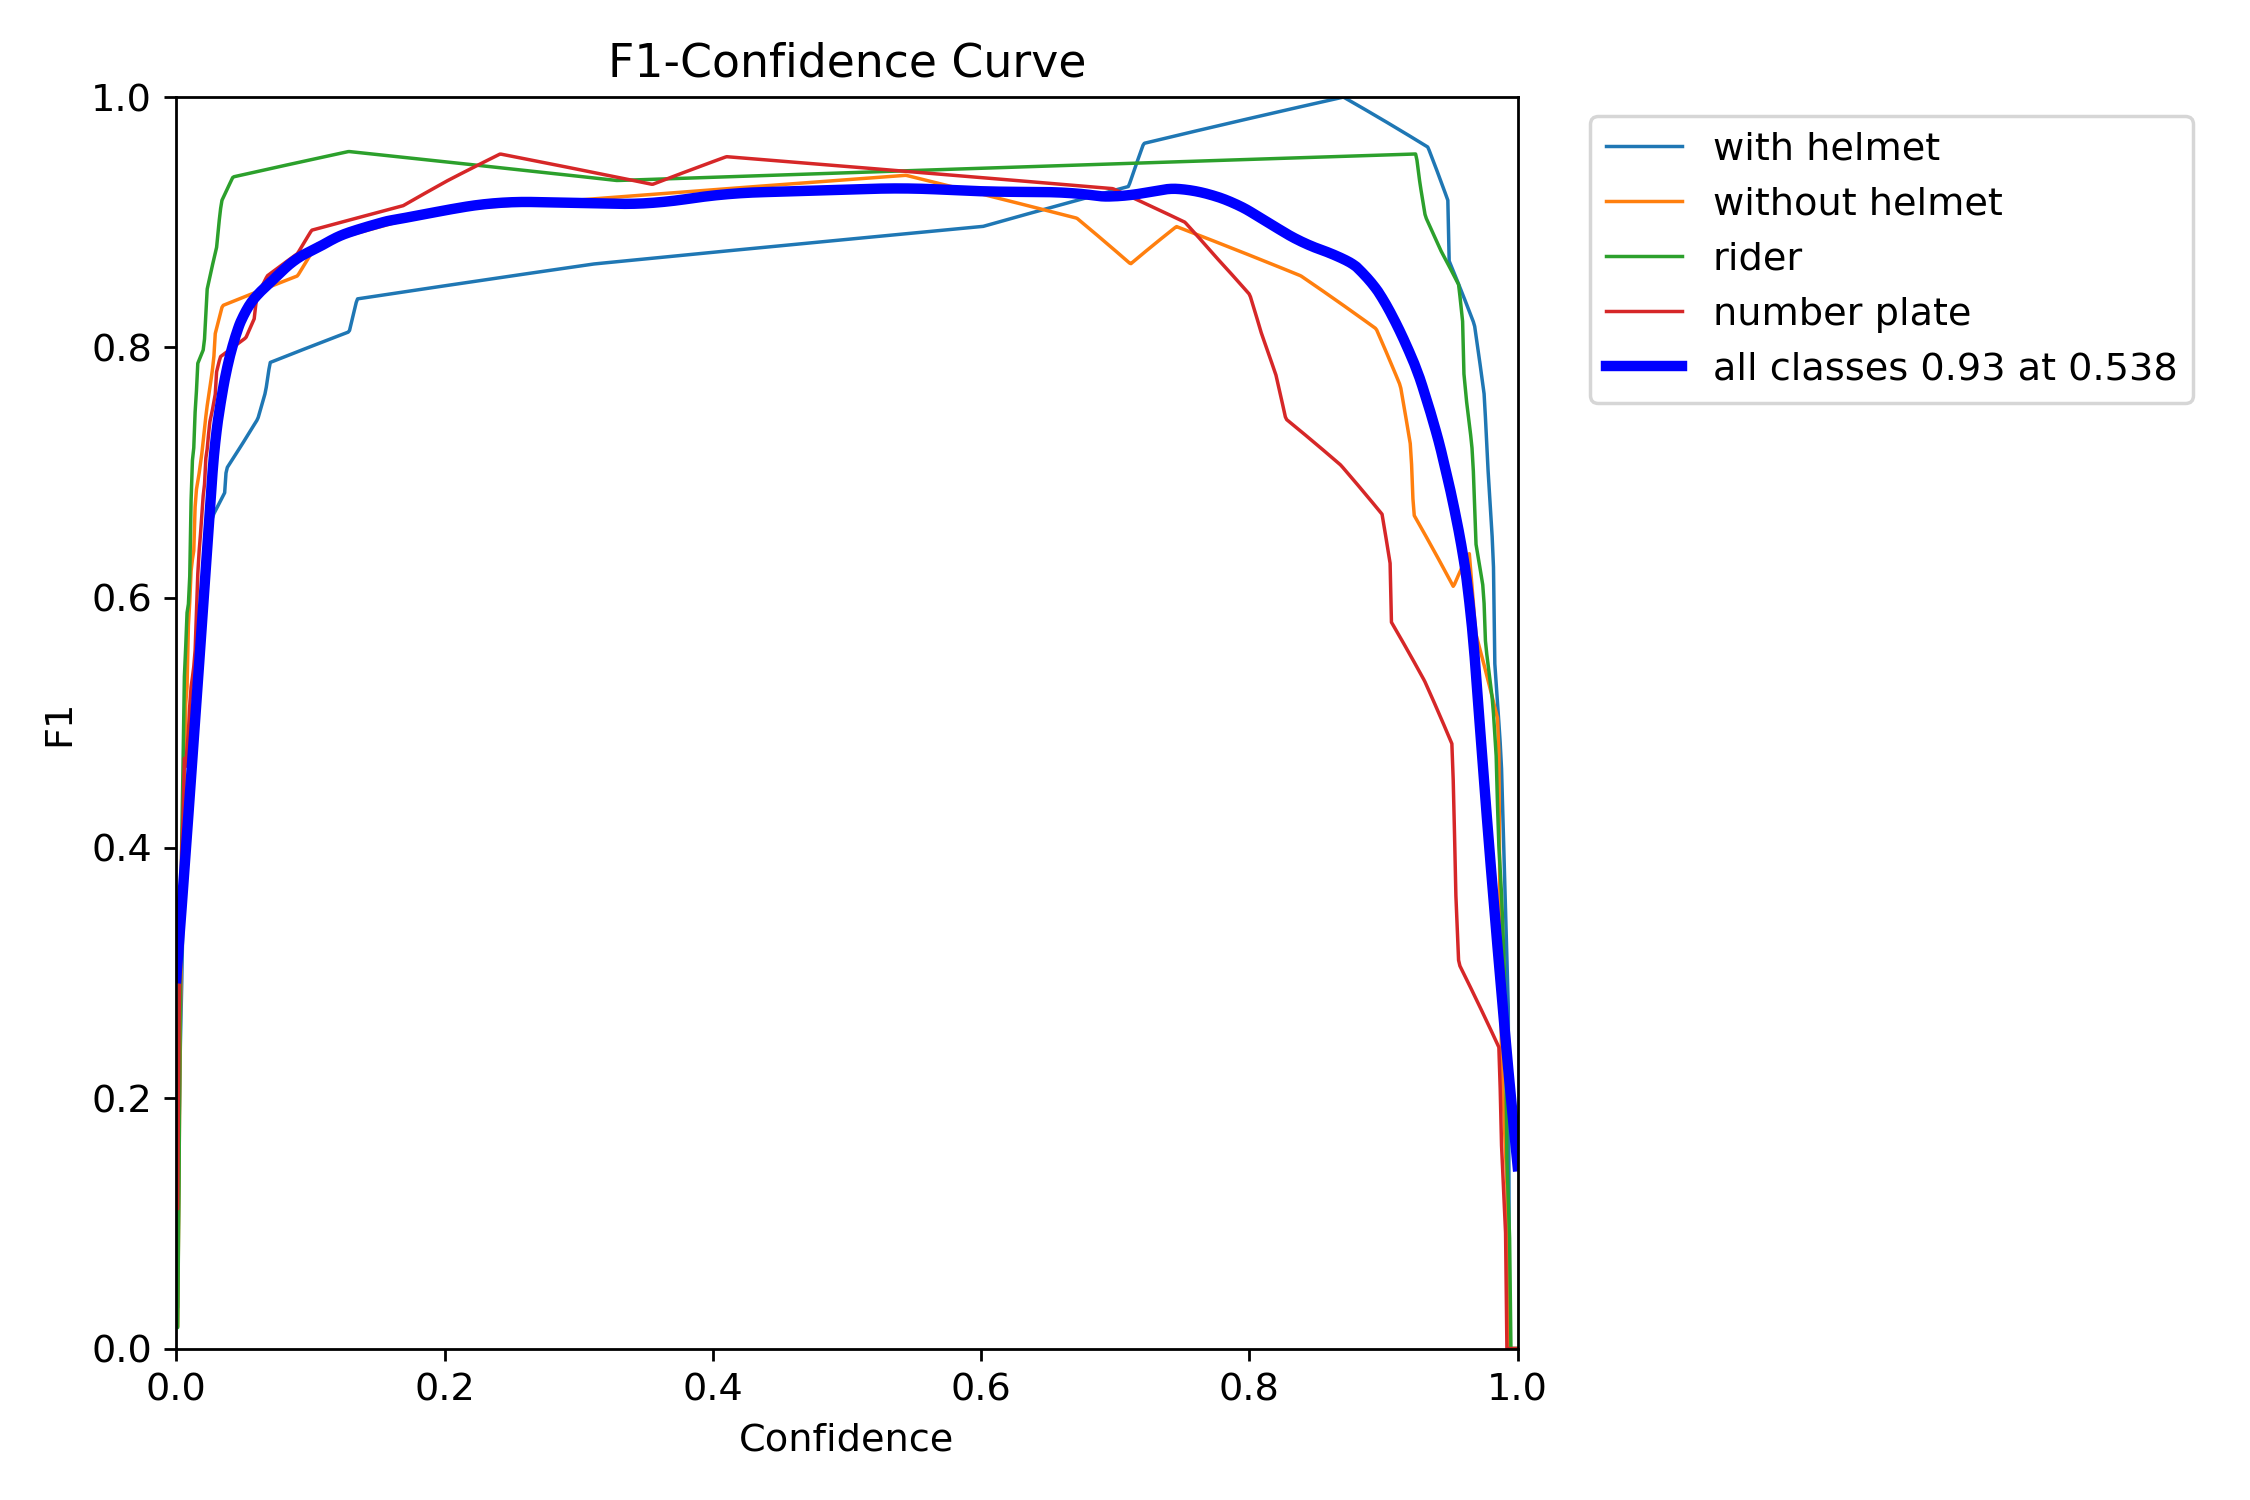 F1-Confidence Curve
1.0
0.8
0.6
0.4
0.2
0.0
F1
0.0 0.2 0.4 0.6 0.8 1.0
Confidence
with helmet
without helmet
rider
number plate
all classes 0.93 at 0.538